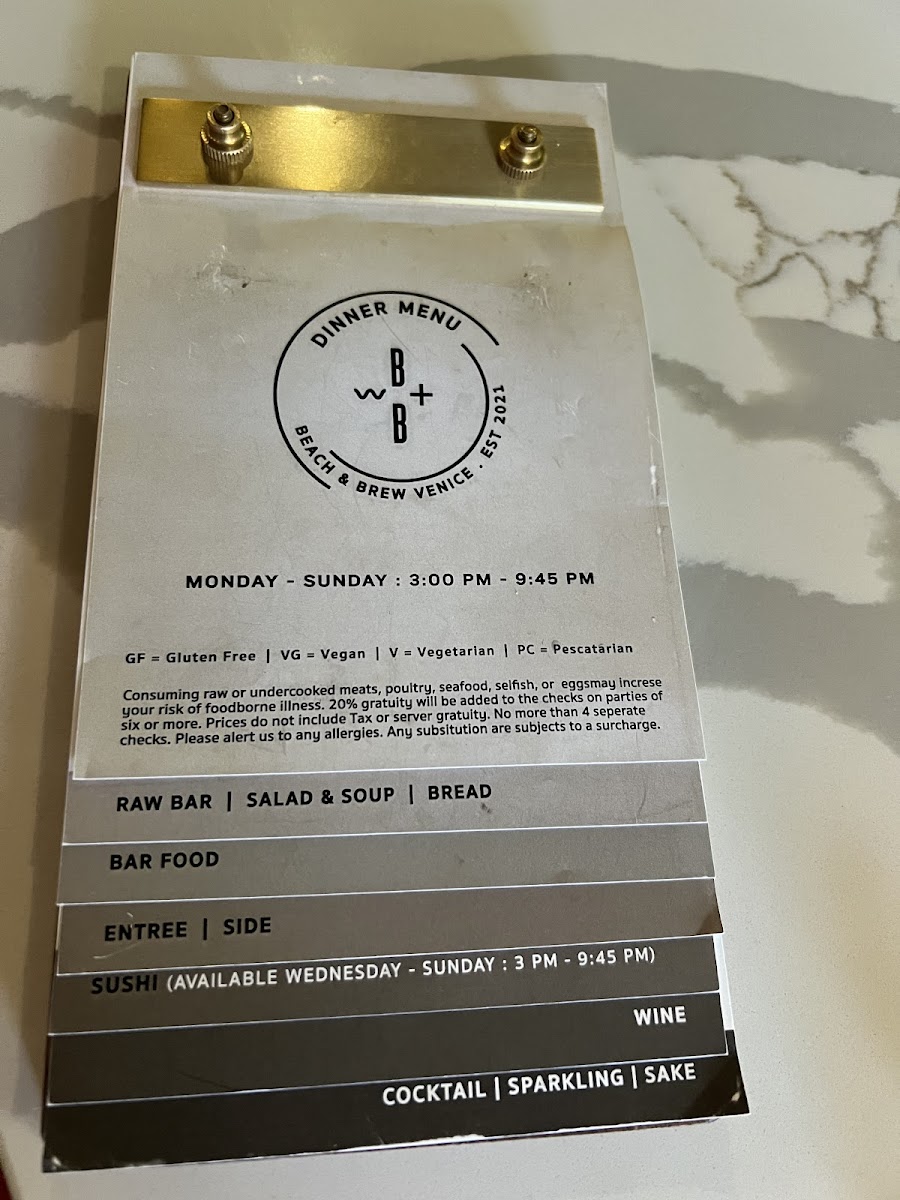 DINNER MENU
B
W +
B
BEACH & BREW VENICE . EST 2021
MONDAY - SUNDAY : 3:00 PM - 9:45 PM
GF = Gluten Free | VG = Vegan | V = Vegetarian | PC = Pescatarian
Consuming raw or undercooked meats, poultry, seafood, selfish, or eggsmay increse
your risk of foodborne illness. 20% gratuity will be added to the checks on parties of
six or more. Prices do not include Tax or server gratuity. No more than 4 seperate
checks. Please alert us to any allergies. Any subsitution are subjects to a surcharge.
RAW BAR | SALAD & SOUP | BREAD
BAR FOOD
ENTREE | SIDE
SUSHI (AVAILABLE WEDNESDAY - SUNDAY : 3 PM - 9:45 PM)
WINE
COCKTAIL | SPARKLING | SAKE